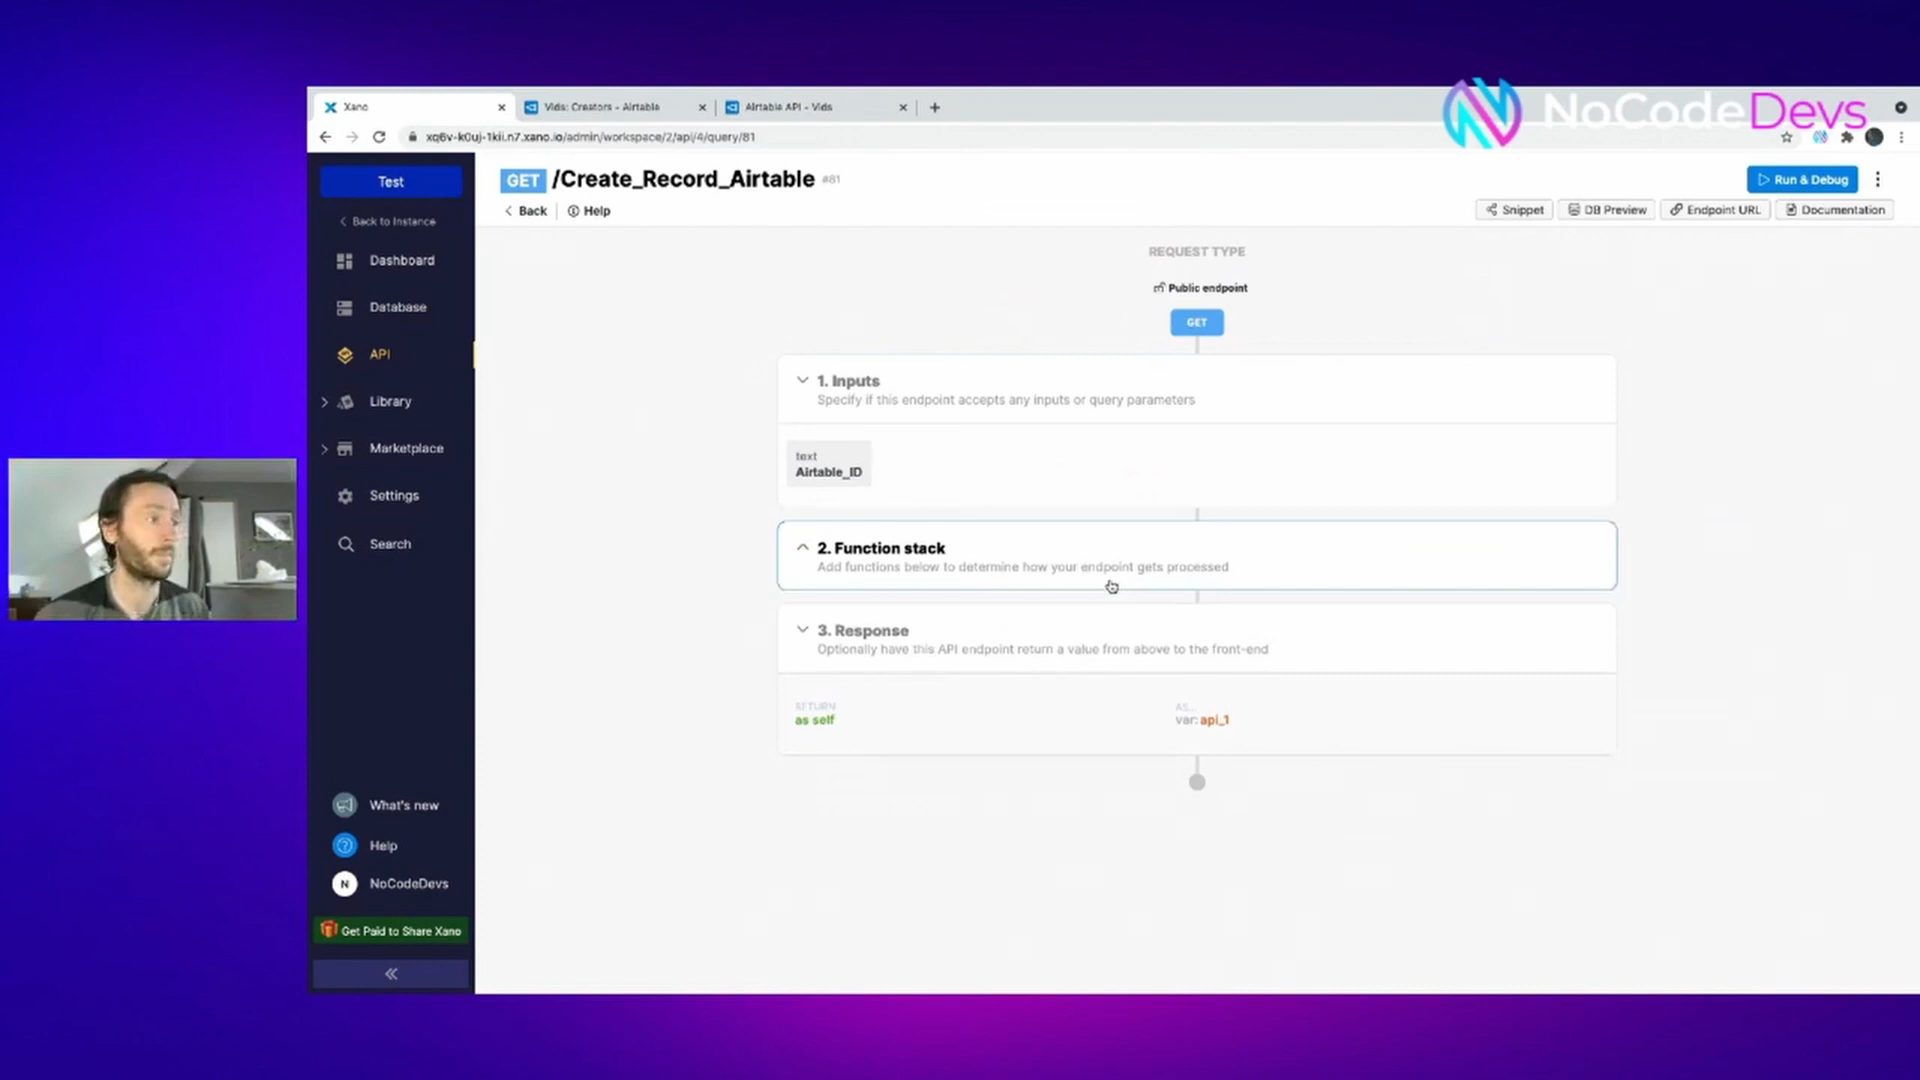 NoCodeDevs
Xano
Vids: Creators - Airtable
Airtable API - Vids
xq6v-k0uj-1kii.n7.xano.io/admin/workspace/2/api/4/query/81
Test
Back to Instance
Dashboard
Database
API
Library
Marketplace
Settings
Search
What's new
Help
N NoCodeDevs
Get Paid to Share Xano
GET /Create_Record_Airtable #81
Run & Debug
Back
Help
Snippet
DB Preview
Endpoint URL
Documentation
REQUEST TYPE
Public endpoint
GET
1. Inputs
Specify if this endpoint accepts any inputs or query parameters
text
Airtable_ID
2. Function stack
Add functions below to determine how your endpoint gets processed
3. Response
Optionally have this API endpoint return a value from above to the front-end
RETURN
as self
AS...
var: api_1